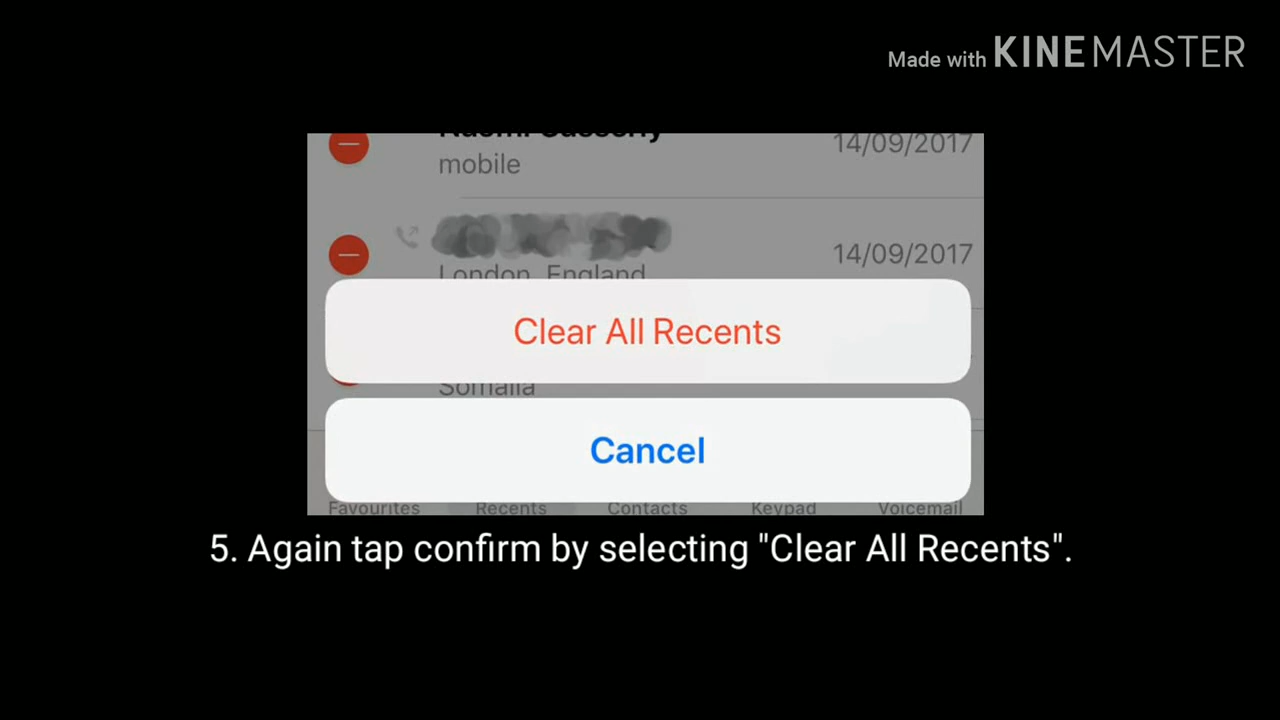 Made with KINEMASTER
14/09/2017
mobile
14/09/2017
London, England
Clear All Recents
Somalia
Cancel
Favourites Recents Contacts Keypad Voicemail
5. Again tap confirm by selecting "Clear All Recents".